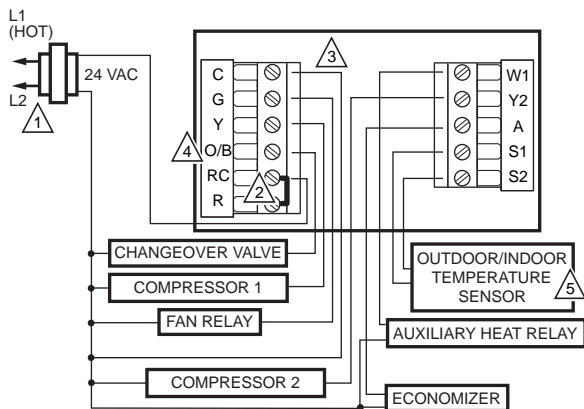 L1
(HOT)
24 VAC
L2
1
C
G
Y
O/B
RC
R
4
3
2
W1
Y2
A
S1
S2
CHANGEOVER VALVE
COMPRESSOR 1
FAN RELAY
COMPRESSOR 2
OUTDOOR/INDOOR
TEMPERATURE
SENSOR
5
AUXILIARY HEAT RELAY
ECONOMIZER